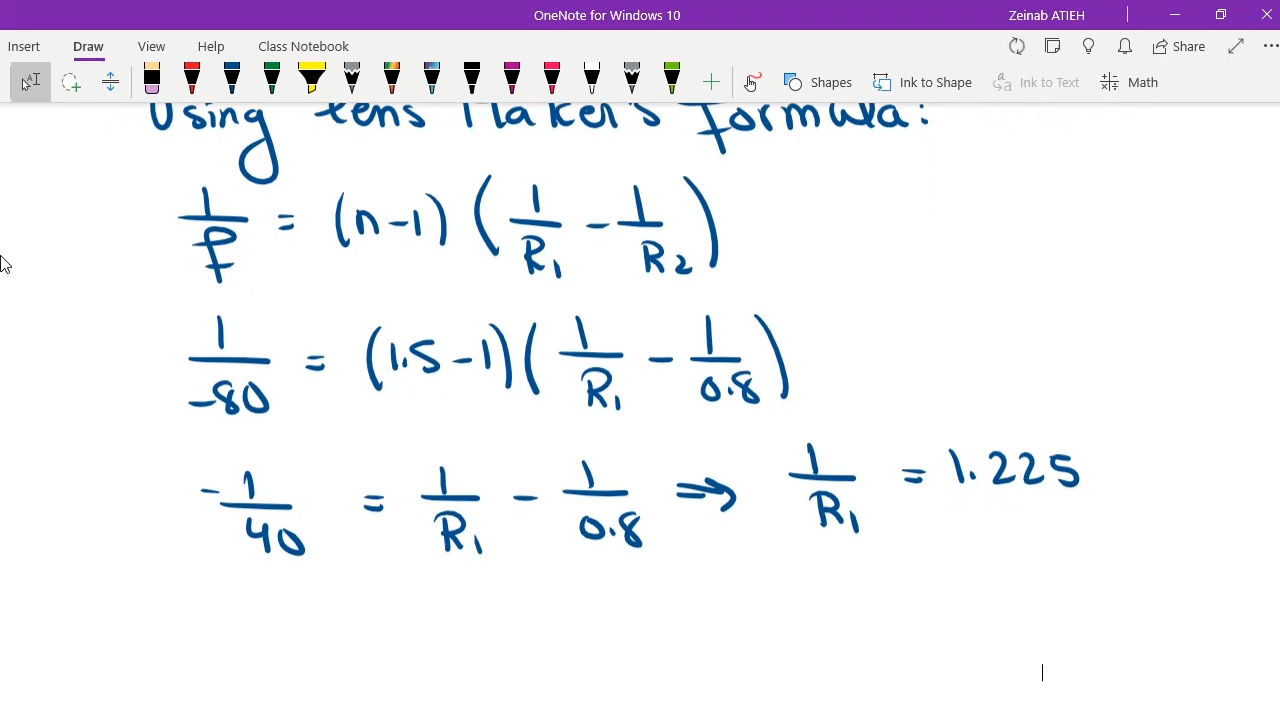 OneNote for Windows 10 Zeinab ATIEH
Insert Draw View Help Class Notebook Share
Shapes Ink to Shape Ink to Text Math
Using lens Maker's formula:
1/f = (n-1) (1/R₁ - 1/R₂)
1/-80 = (1.5-1)(1/R₁ - 1/0.8)
-1/40 = 1/R₁ - 1/0.8 ⇒ 1/R₁ = 1.225